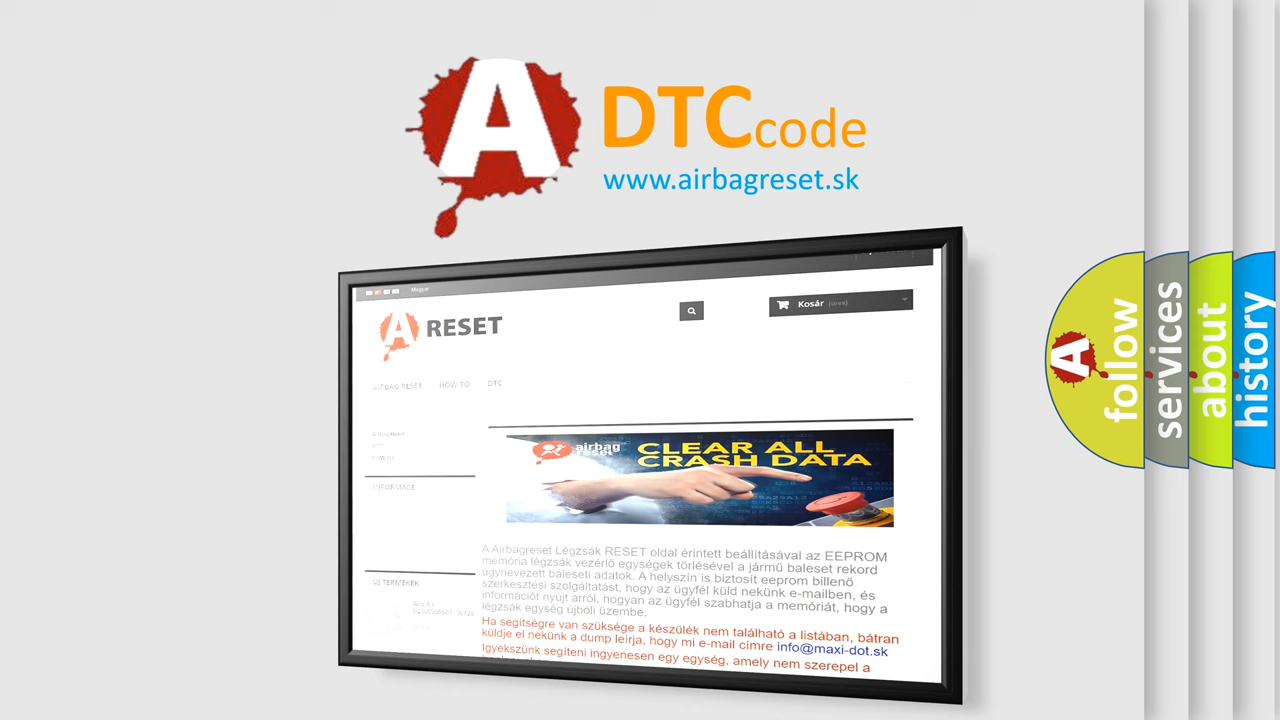 A
DTC code
www.airbagreset.sk
Magyar
A RESET
Kosár (üres)
AIRBAG RESET HOW TO DTC
airbag
reset
CLEAR ALL
CRASH DATA
INFORMACE
A Airbagreset Légzsák RESET oldal érintett beállításával az EEPROM
memória légzsák vezérlő egységek törlésével a jármű baleset rekord
úgynevezett baleseti adatok. A helyszín is biztosít eeprom billenő
szerkesztési szolgáltatást, hogy az ügyfél küld nekünk e-mailben, és
információt nyújt arról, hogyan az ügyfél szabhatja a memóriát, hogy a
légzsák egység újbóli üzembe.
ÚJ TERMÉKEK
Ha segítségre van szüksége a készülék nem található a listában, bátran
küldje el nekünk a dump leírja, hogy mi e-mail címre info@maxi-dot.sk
Igyekszünk segíteni ingyenesen egy egység, amely nem szerepel a
A
follow
services
about
history